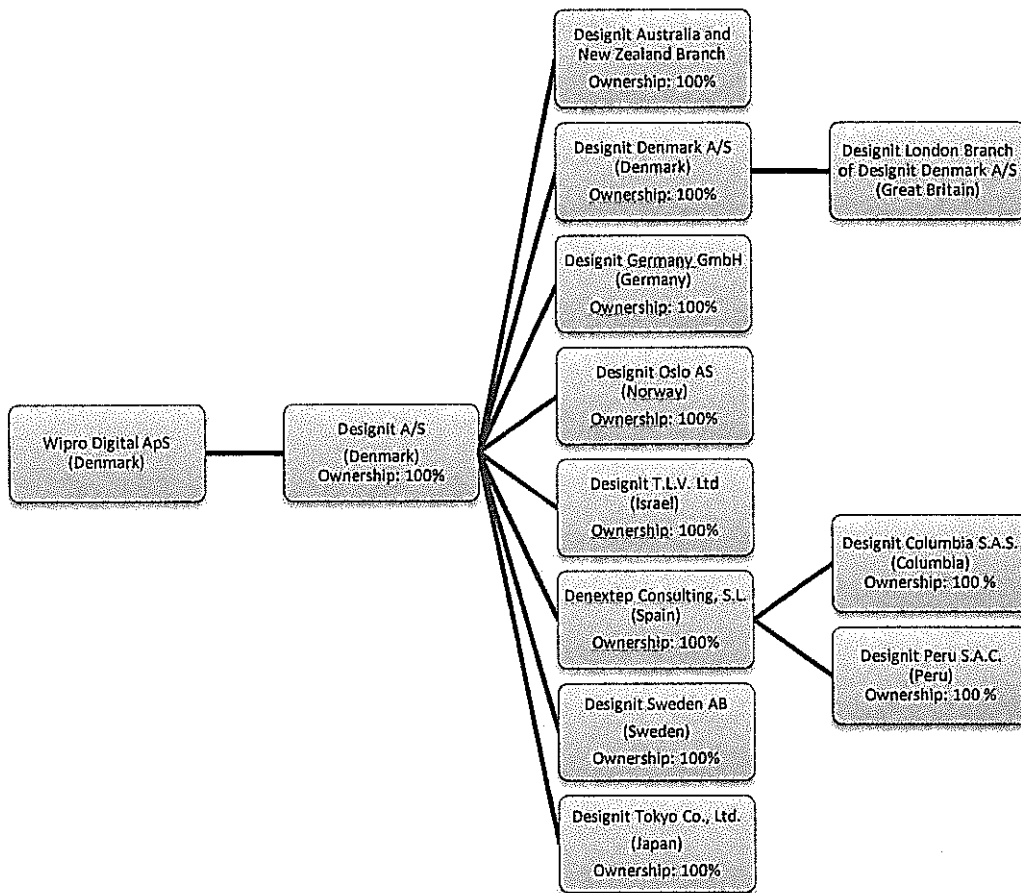 Wipro Digital ApS
(Denmark)
Designit A/S
(Denmark)
Ownership: 100%
Designit Australia and
New Zealand Branch
Ownership: 100%
Designit Denmark A/S
(Denmark)
Ownership: 100%
Designit London Branch
of Designit Denmark A/S
(Great Britain)
Designit Germany GmbH
(Germany)
Ownership: 100%
Designit Oslo AS
(Norway)
Ownership: 100%
Designit T.L.V. Ltd
(Israel)
Ownership: 100%
Denextep Consulting, S.L.
(Spain)
Ownership: 100%
Designit Columbia S.A.S.
(Columbia)
Ownership: 100 %
Designit Peru S.A.C.
(Peru)
Ownership: 100 %
Designit Sweden AB
(Sweden)
Ownership: 100%
Designit Tokyo Co., Ltd.
(Japan)
Ownership: 100%